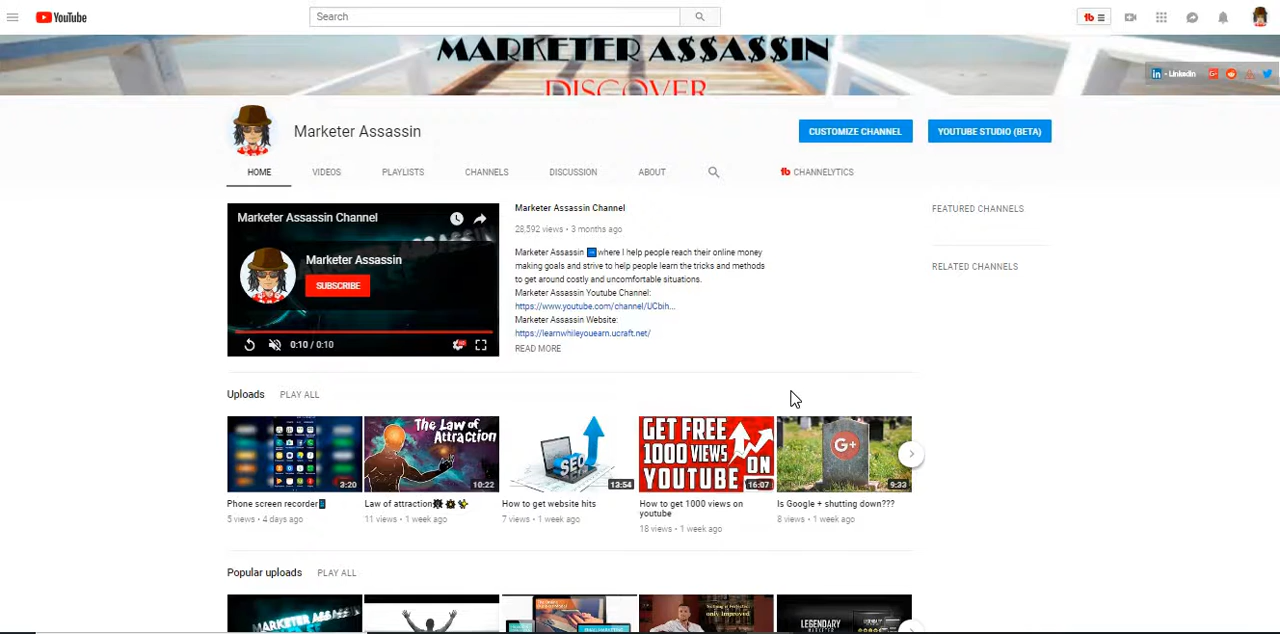 YouTube
Search
MARKETER A$$A$$IN
DISCOVER
in - Linkedin
Marketer Assassin
CUSTOMIZE CHANNEL
YOUTUBE STUDIO (BETA)
HOME VIDEOS PLAYLISTS CHANNELS DISCUSSION ABOUT CHANNELYTICS
Marketer Assassin Channel
Marketer Assassin
SUBSCRIBE
0:10 / 0:10
Marketer Assassin Channel
28,592 views • 3 months ago
Marketer Assassin ➡where I help people reach their online money
making goals and strive to help people learn the tricks and methods
to get around costly and uncomfortable situations.
Marketer Assassin Youtube Channel:
https://www.youtube.com/channel/UCbih...
Marketer Assassin Website:
https://learnwhileyouearn.ucraft.net/
READ MORE
FEATURED CHANNELS
RELATED CHANNELS
Uploads PLAY ALL
3:20
Phone screen recorder
5 views • 4 days ago
The Law of
Attraction
10:22
Law of attraction
11 views • 1 week ago
SEO
13:54
How to get website hits
7 views • 1 week ago
GET FREE
1000 VIEWS
ON
YOUTUBE
16:07
How to get 1000 views on
youtube
18 views • 1 week ago
G+
9:33
Is Google + shutting down???
8 views • 1 week ago
Popular uploads PLAY ALL
MARKETER ASSA
LEGENDARY